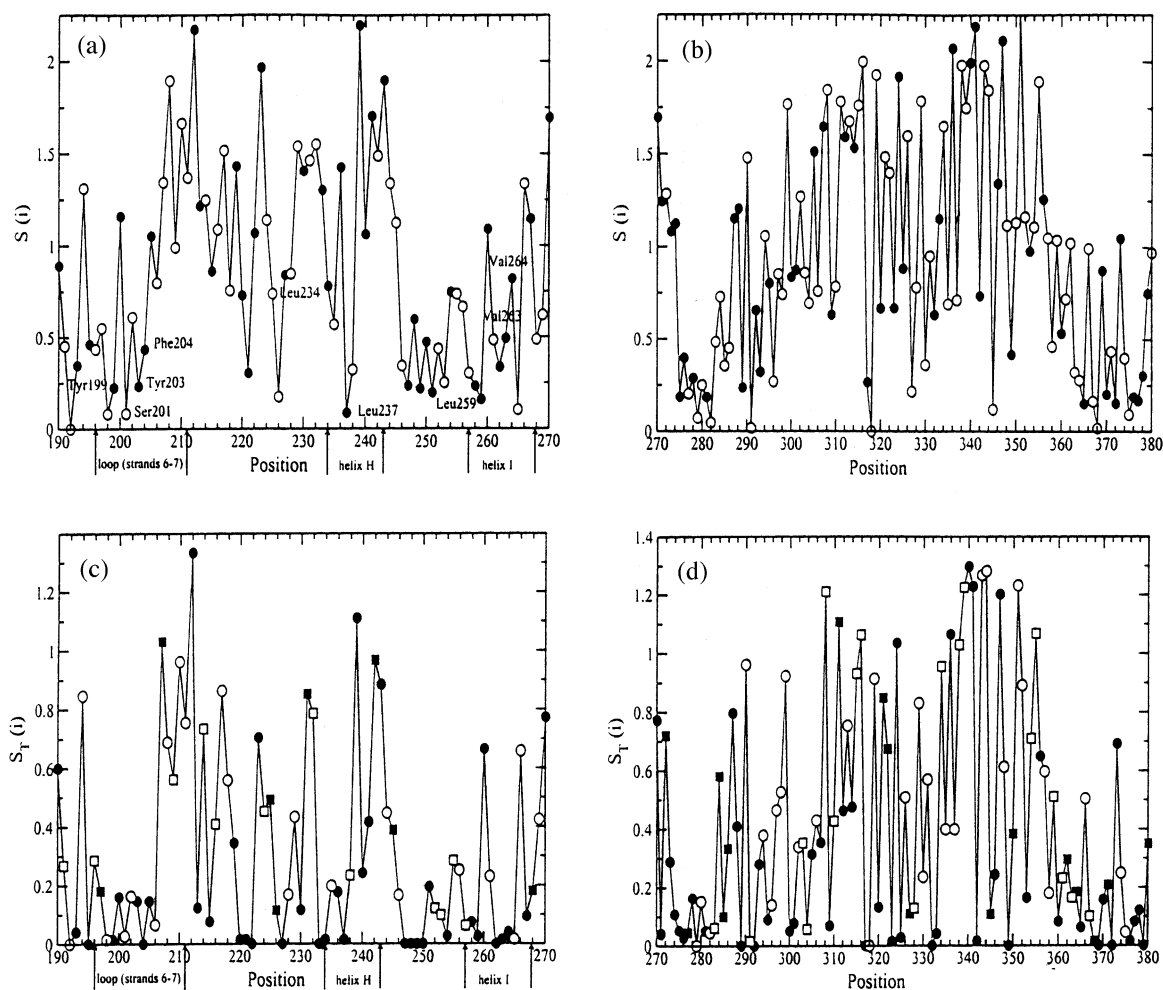 (a)
S (i)
2
1.5
1
0.5
0
Val264
Leu234
Val263
Phe204
Tyr199
Tyr203
Leu259
Leu237
Ser201
190 200 210 220 230 240 250 260 270
loop (strands 6-7) Position helix H helix I
(b)
S (i)
2
1.5
1
0.5
0
270 280 290 300 310 320 330 340 350 360 370 380
Position
(c)
S_T (i)
1.2
1
0.8
0.6
0.4
0.2
0
190 200 210 220 230 240 250 260 270
loop (strands 6-7) Position helix H helix I
(d)
S_T (i)
1.4
1.2
1
0.8
0.6
0.4
0.2
0
270 280 290 300 310 320 330 340 350 360 370 380
Position